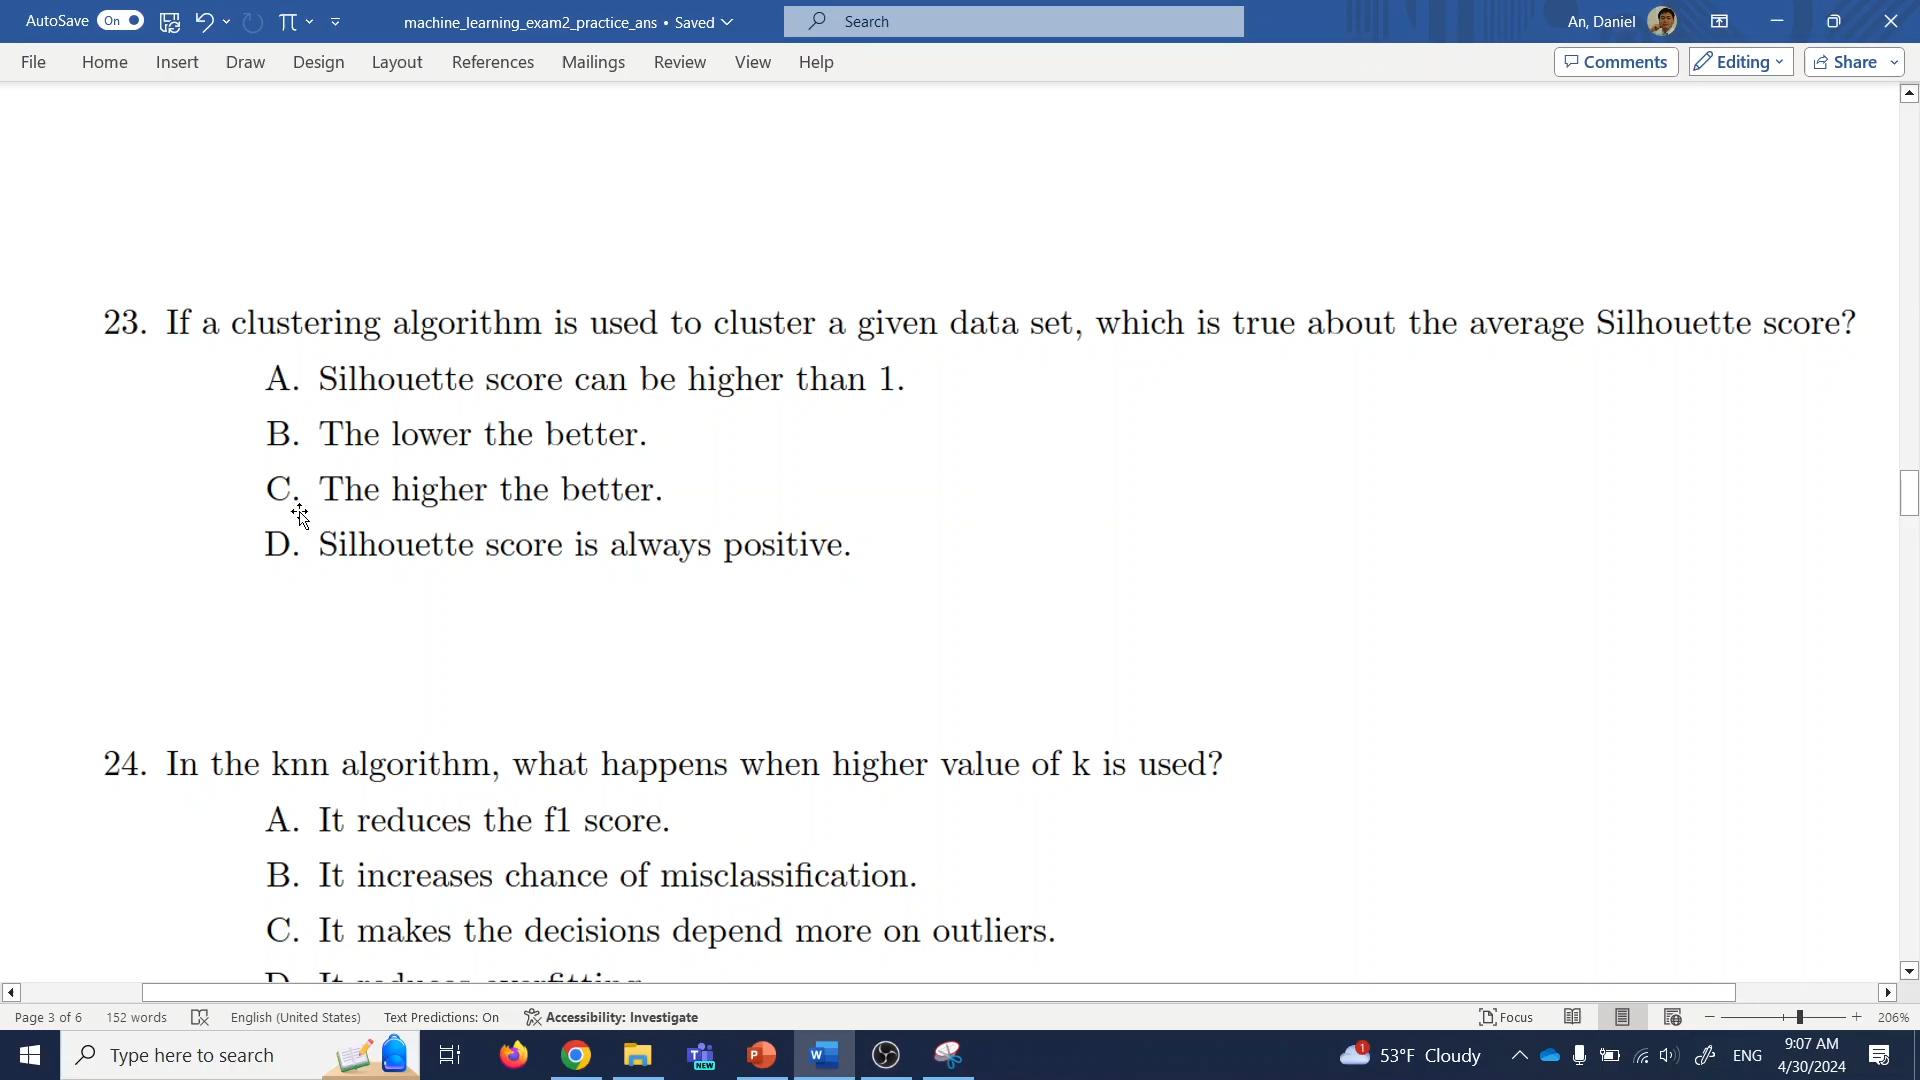 AutoSave On machine_learning_exam2_practice_ans • Saved Search An, Daniel
File Home Insert Draw Design Layout References Mailings Review View Help Comments Editing Share
23. If a clustering algorithm is used to cluster a given data set, which is true about the average Silhouette score?
A. Silhouette score can be higher than 1.
B. The lower the better.
C. The higher the better.
D. Silhouette score is always positive.
24. In the knn algorithm, what happens when higher value of k is used?
A. It reduces the f1 score.
B. It increases chance of misclassification.
C. It makes the decisions depend more on outliers.
D. It reduces overfitting.
Page 3 of 6 152 words English (United States) Text Predictions: On Accessibility: Investigate Focus 206%
Type here to search NEW 1 53°F Cloudy ENG 9:07 AM
4/30/2024